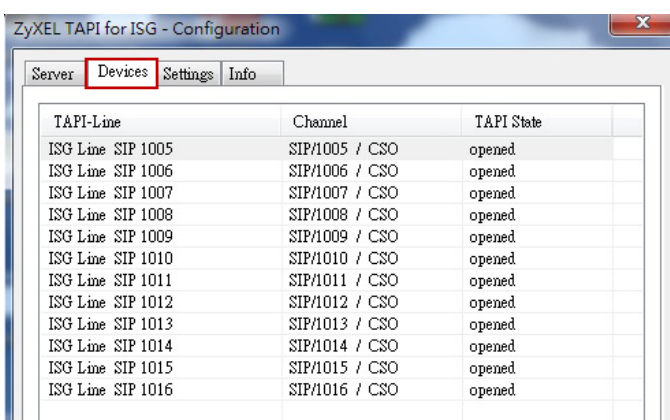 ZyXEL TAPI for ISG - Configuration
Server Devices Settings Info
TAPI-Line Channel TAPI State
ISG Line SIP 1005 SIP/1005 / CSO opened
ISG Line SIP 1006 SIP/1006 / CSO opened
ISG Line SIP 1007 SIP/1007 / CSO opened
ISG Line SIP 1008 SIP/1008 / CSO opened
ISG Line SIP 1009 SIP/1009 / CSO opened
ISG Line SIP 1010 SIP/1010 / CSO opened
ISG Line SIP 1011 SIP/1011 / CSO opened
ISG Line SIP 1012 SIP/1012 / CSO opened
ISG Line SIP 1013 SIP/1013 / CSO opened
ISG Line SIP 1014 SIP/1014 / CSO opened
ISG Line SIP 1015 SIP/1015 / CSO opened
ISG Line SIP 1016 SIP/1016 / CSO opened